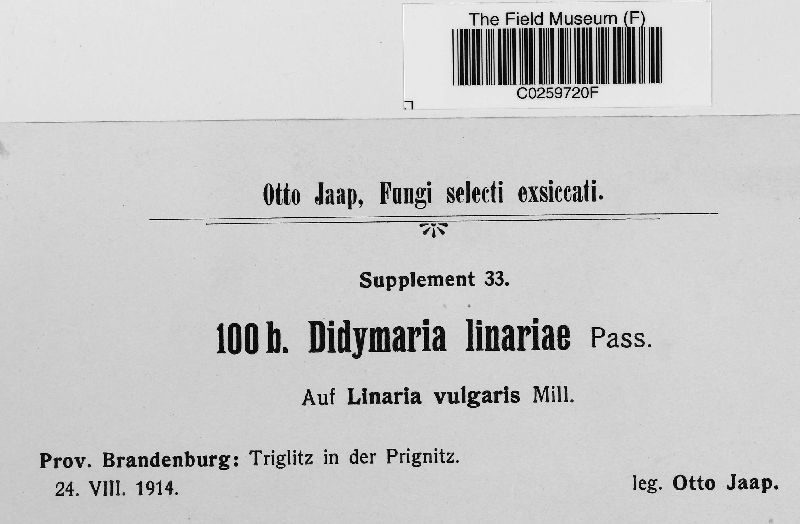 The Field Museum (F)
C0259720F
Otto Jaap, Fungi selecti exsiccati.
Supplement 33.
100 b. Didymaria linariae Pass.
Auf Linaria vulgaris Mill.
Prov. Brandenburg: Triglitz in der Prignitz.
24. VIII. 1914.
leg. Otto Jaap.